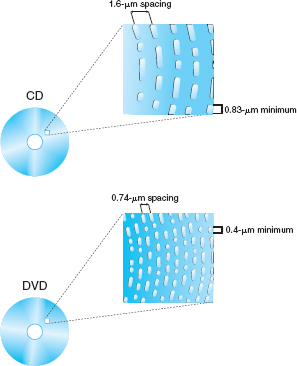 1.6-μm spacing
CD
0.83-μm minimum
0.74-μm spacing
0.4-μm minimum
DVD